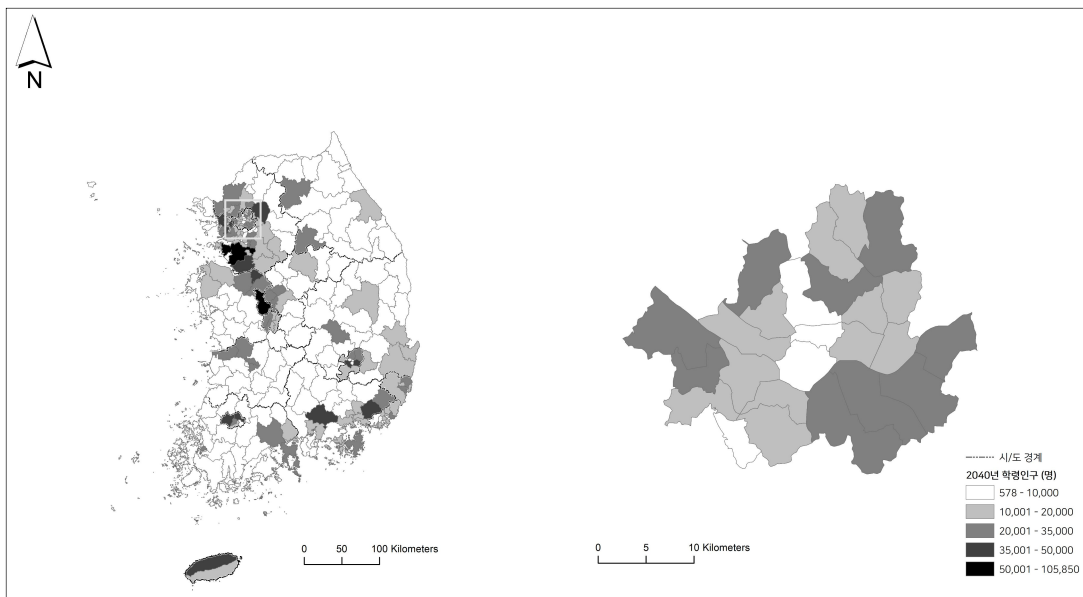 N
0 50 100 Kilometers
0 5 10 Kilometers
시/도 경계
2040년 학령인구 (명)
578 - 10,000
10,001 - 20,000
20,001 - 35,000
35,001 - 50,000
50,001 - 105,850